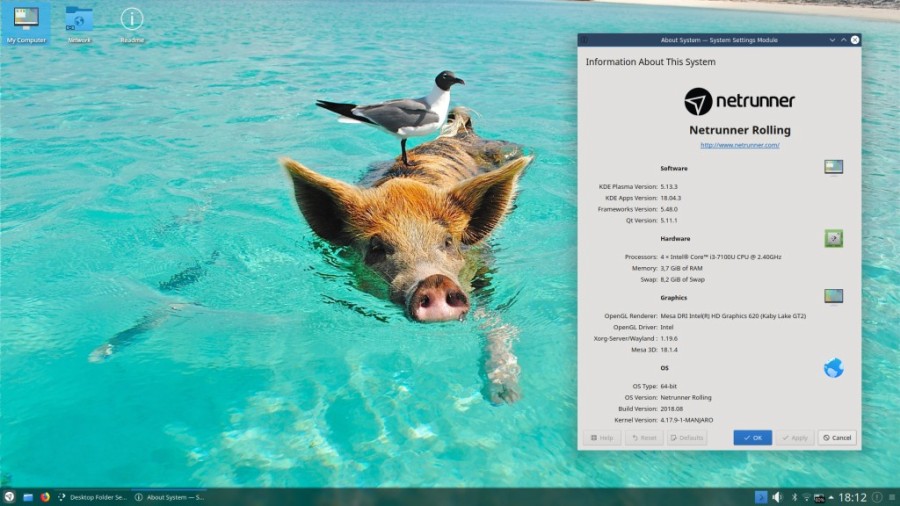 My Computer
Network
Readme
About System — System Settings Module
Information About This System
netrunner
Netrunner Rolling
http://www.netrunner.com/
Software
KDE Plasma Version: 5.13.3
KDE Apps Version: 18.04.3
Frameworks Version: 5.48.0
Qt Version: 5.11.1
Hardware
Processors: 4 × Intel® Core™ i3-7100U CPU @ 2.40GHz
Memory: 3,7 GiB of RAM
Swap: 8,2 GiB of Swap
Graphics
OpenGL Renderer: Mesa DRI Intel(R) HD Graphics 620 (Kaby Lake GT2)
OpenGL Driver: Intel
Xorg-Server/Wayland : 1.19.6
Mesa 3D: 18.1.4
OS
OS Type: 64-bit
OS Version: Netrunner Rolling
Build Version: 2018.08
Kernel Version: 4.17.9-1-MANJARO
Help Reset Defaults OK Apply Cancel
Desktop Folder Se... About System — S... 18:12